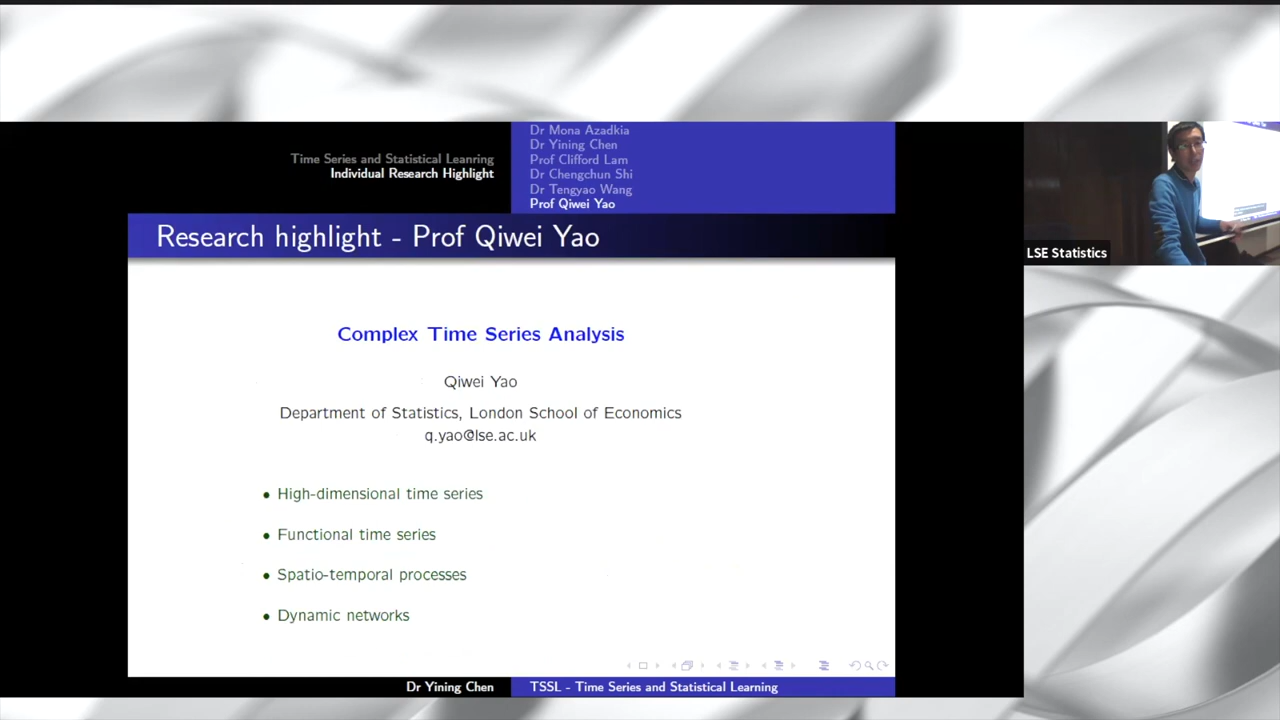 Dr Mona Azadkia
Dr Yining Chen
Time Series and Statistical Leanring
Prof Clifford Lam
Individual Research Highlight
Dr Chengchun Shi
Dr Tengyao Wang
Prof Qiwei Yao
Research highlight - Prof Qiwei Yao
LSE Statistics
Complex Time Series Analysis
Qiwei Yao
Department of Statistics, London School of Economics
q.yao@lse.ac.uk
• High-dimensional time series
• Functional time series
• Spatio-temporal processes
• Dynamic networks
Dr Yining Chen
TSSL - Time Series and Statistical Learning